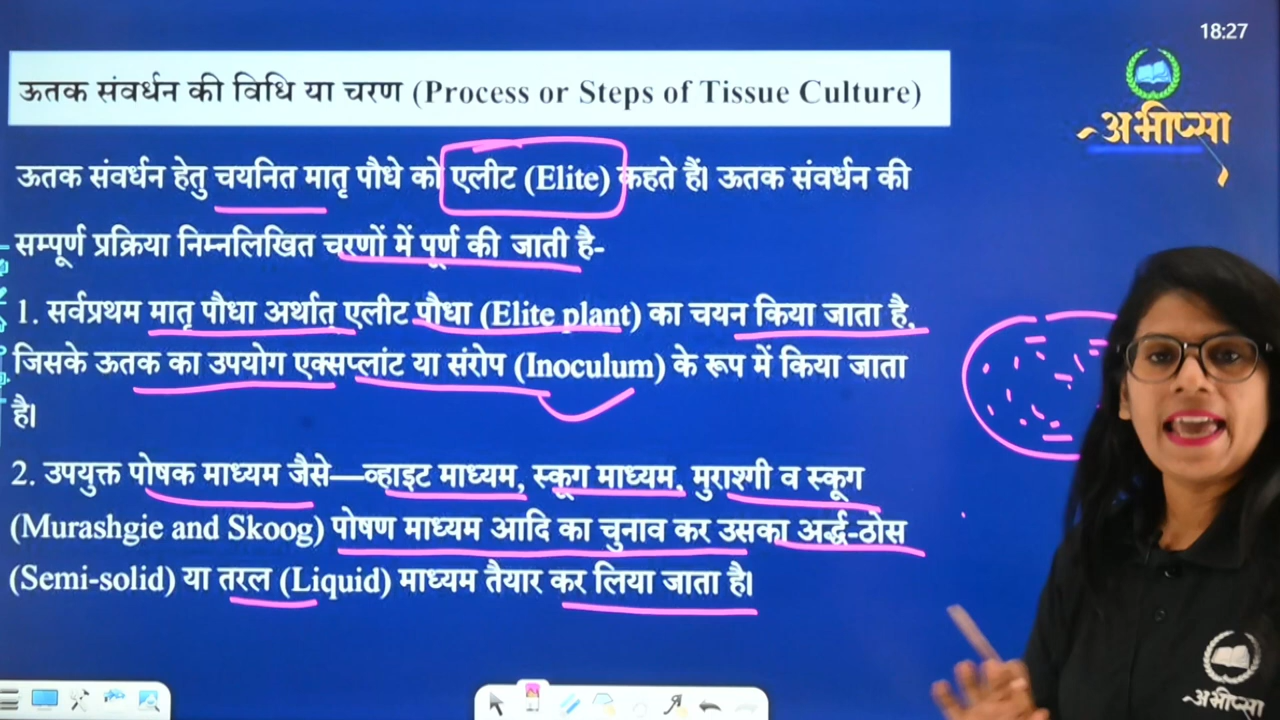 18:27
ऊतक संवर्धन की विधि या चरण (Process or Steps of Tissue Culture)
अभीप्सा
ऊतक संवर्धन हेतु चयनित मातृ पौधे को एलीट (Elite) कहते हैं। ऊतक संवर्धन की
सम्पूर्ण प्रक्रिया निम्नलिखित चरणों में पूर्ण की जाती है-
1. सर्वप्रथम मातृ पौधा अर्थात् एलीट पौधा (Elite plant) का चयन किया जाता है,
जिसके ऊतक का उपयोग एक्सप्लांट या संरोप (Inoculum) के रूप में किया जाता
है।
2. उपयुक्त पोषक माध्यम जैसे—व्हाइट माध्यम, स्कूग माध्यम, मुराश्गी व स्कूग
(Murashgie and Skoog) पोषण माध्यम आदि का चुनाव कर उसका अर्द्ध-ठोस
(Semi-solid) या तरल (Liquid) माध्यम तैयार कर लिया जाता है।
अभीप्सा